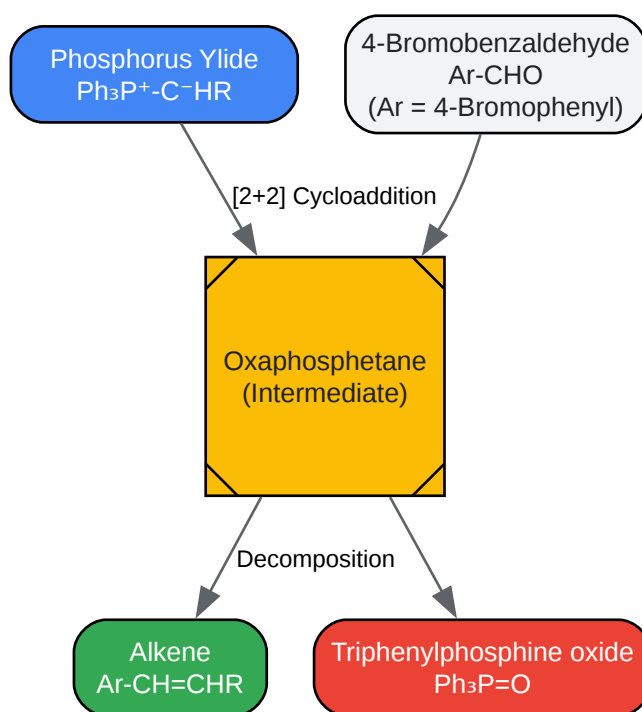 Phosphorus Ylide
Ph₃P⁺-C⁻HR
4-Bromobenzaldehyde
Ar-CHO
(Ar = 4-Bromophenyl)
[2+2] Cycloaddition
Oxaphosphetane
(Intermediate)
Decomposition
Alkene
Ar-CH=CHR
Triphenylphosphine oxide
Ph₃P=O